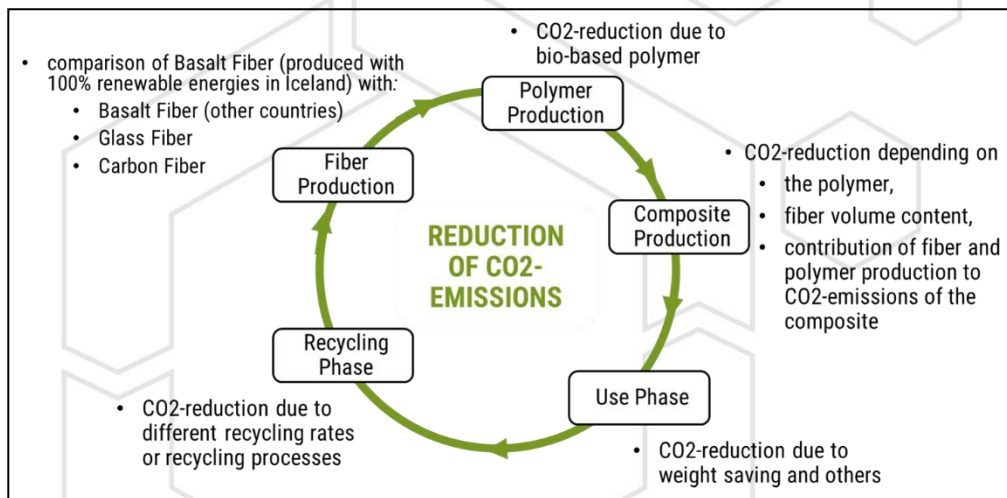 • CO2-reduction due to
bio-based polymer
• comparison of Basalt Fiber (produced with
100% renewable energies in Iceland) with:
• Basalt Fiber (other countries)
• Glass Fiber
• Carbon Fiber
Polymer
Production
Fiber
Production
• CO2-reduction depending on
• the polymer,
• fiber volume content,
• contribution of fiber and
polymer production to
CO2-emissions of the
composite
Composite
Production
REDUCTION
OF CO2-
EMISSIONS
Recycling
Phase
Use Phase
• CO2-reduction due to
different recycling rates
or recycling processes
• CO2-reduction due to
weight saving and others